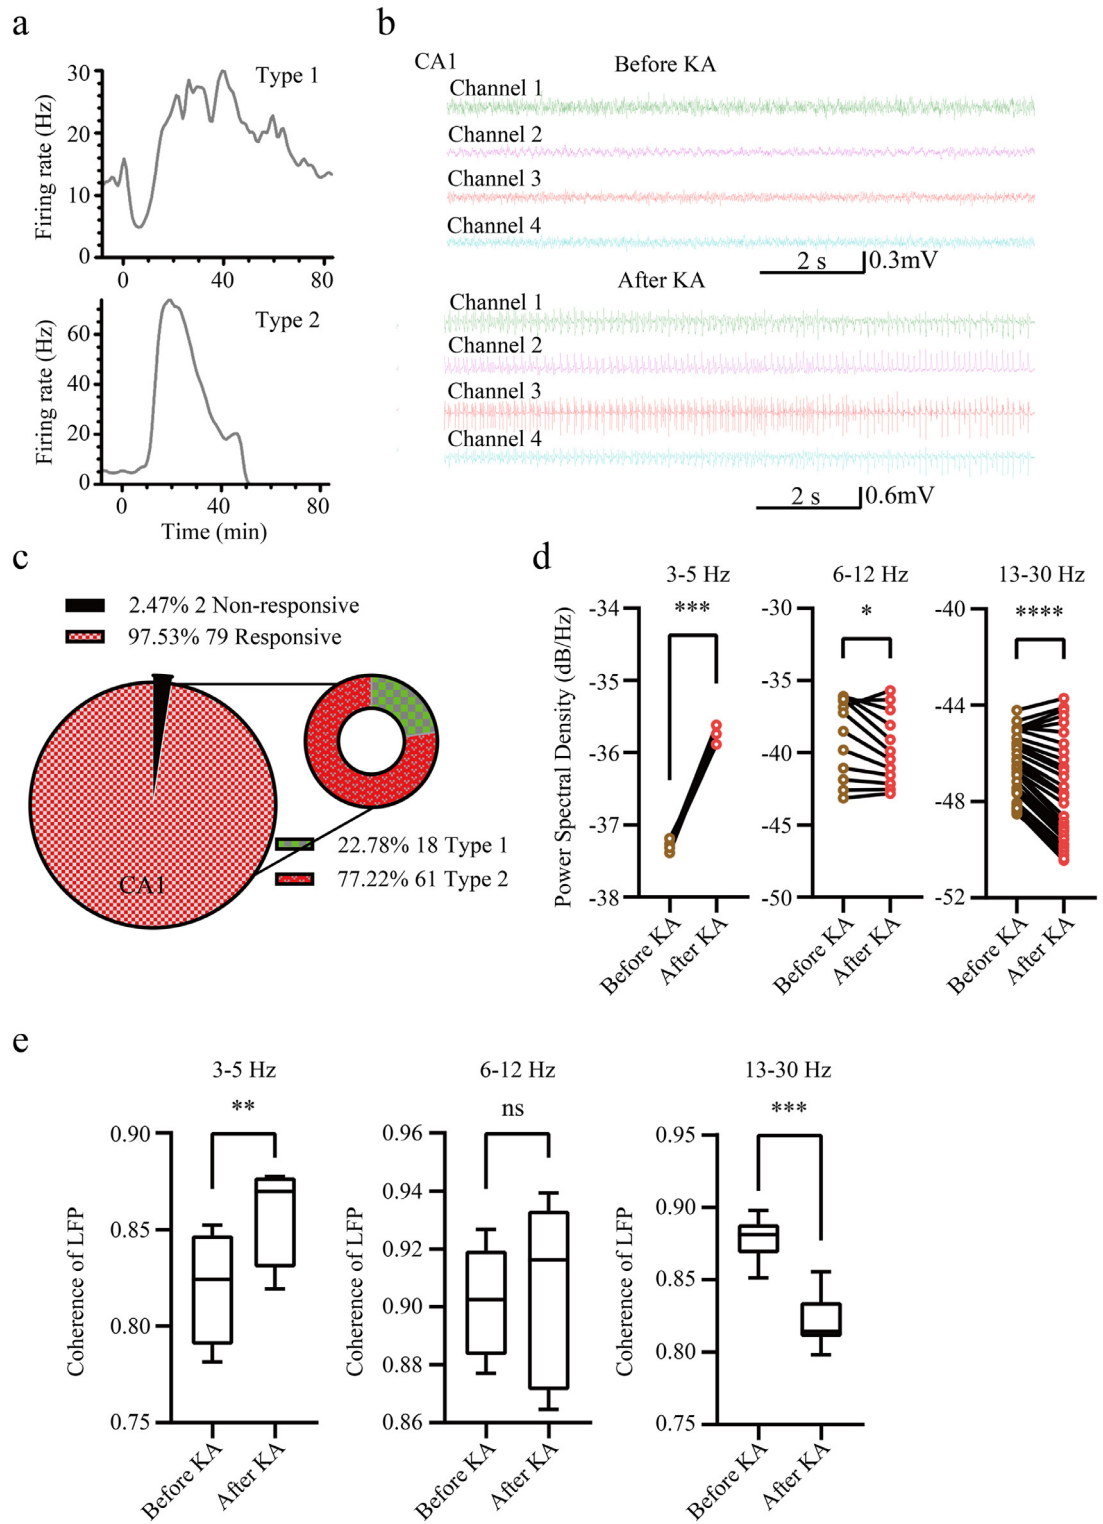 a
Type 1
Firing rate (Hz)
30
20
10
0
0
40
80
Type 2
Firing rate (Hz)
60
40
20
0
0
40
80
Time (min)
b
CA1
Before KA
Channel 1
Channel 2
Channel 3
Channel 4
2 s
0.3mV
After KA
Channel 1
Channel 2
Channel 3
Channel 4
2 s
0.6mV
c
2.47% 2 Non-responsive
97.53% 79 Responsive
CA1
22.78% 18 Type 1
77.22% 61 Type 2
d
Power Spectral Density (dB/Hz)
3-5 Hz
***
-34
-35
-36
-37
-38
Before KA
After KA
6-12 Hz
*
-30
-35
-40
-45
-50
Before KA
After KA
13-30 Hz
****
-40
-44
-48
-52
Before KA
After KA
e
3-5 Hz
**
Coherence of LFP
0.90
0.85
0.80
0.75
Before KA
After KA
6-12 Hz
ns
Coherence of LFP
0.96
0.94
0.92
0.90
0.88
0.86
Before KA
After KA
13-30 Hz
***
Coherence of LFP
0.95
0.90
0.85
0.80
0.75
Before KA
After KA